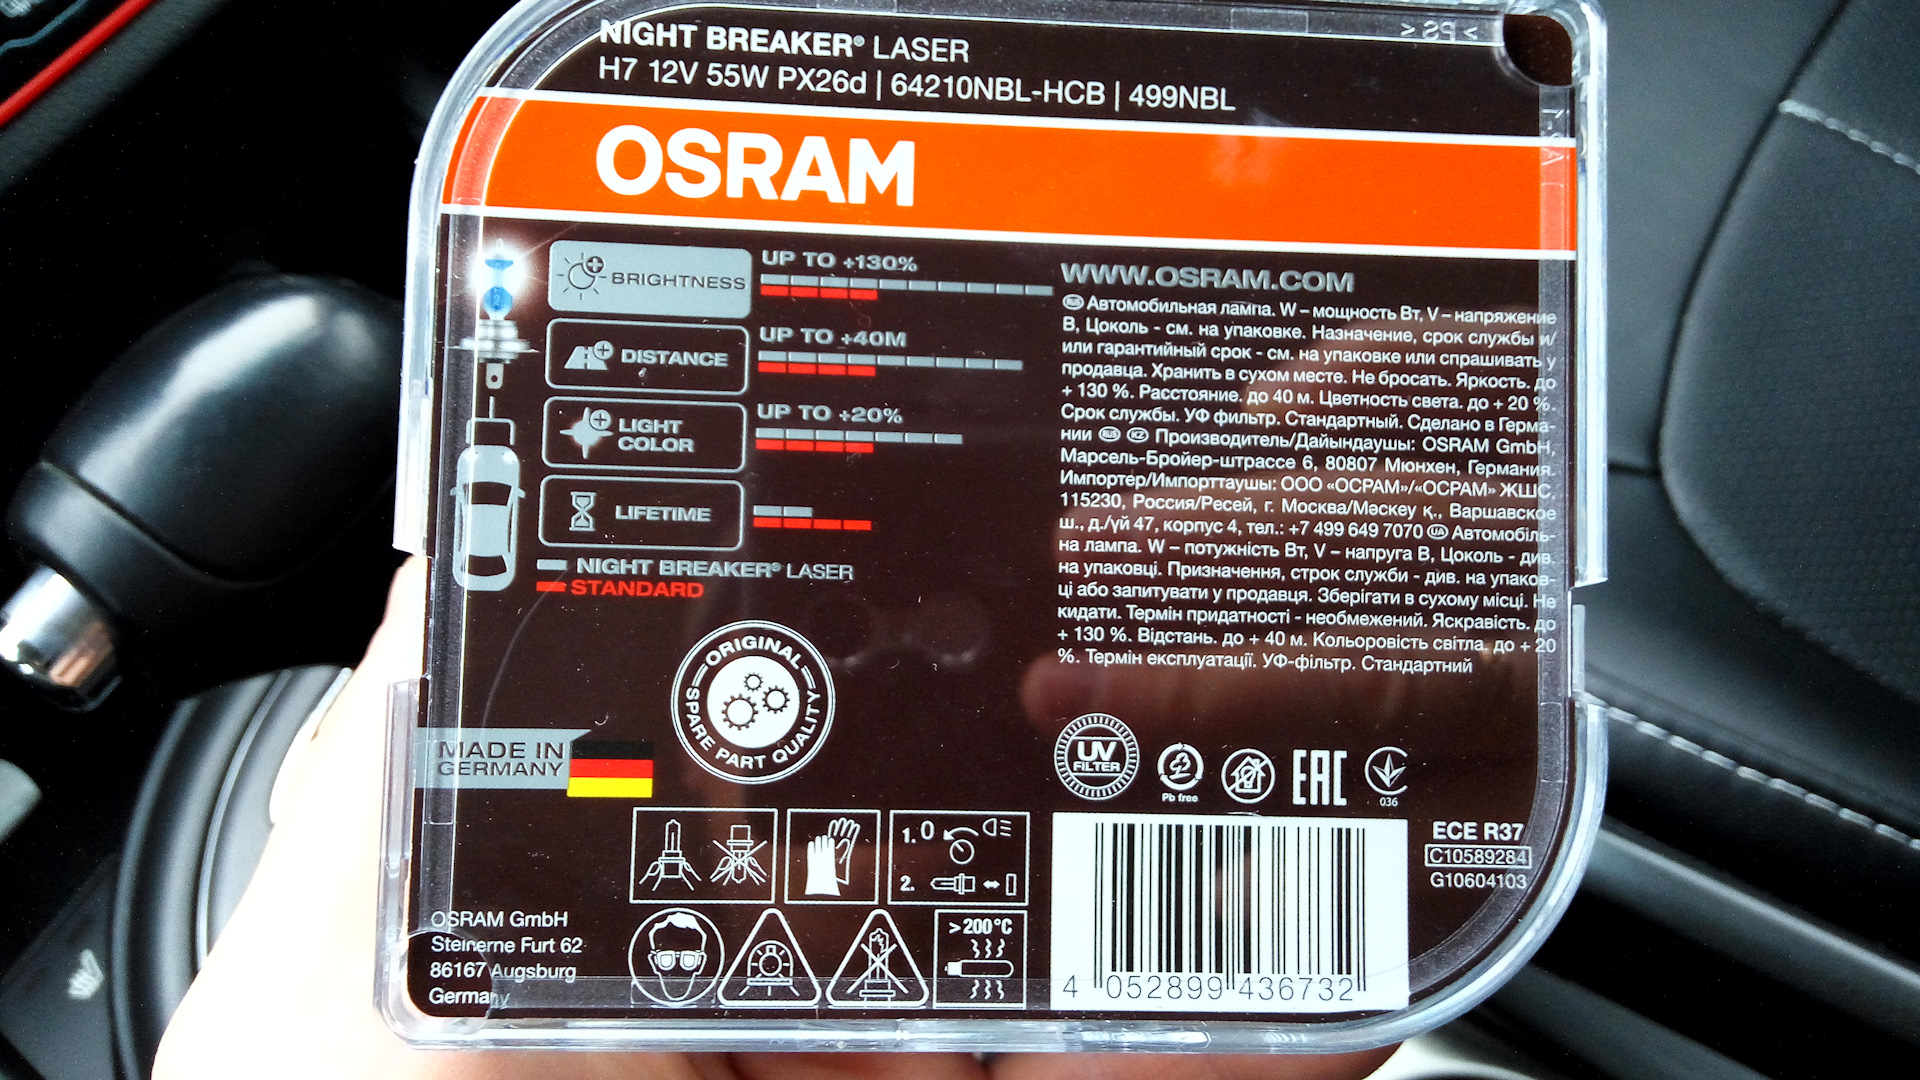 NIGHT BREAKER® LASER
H7 12V 55W PX26d | 64210NBL-HCB | 499NBL
> PS <
OSRAM
BRIGHTNESS
UP TO +130%
DISTANCE
UP TO +40M
LIGHT
COLOR
UP TO +20%
LIFETIME
NIGHT BREAKER® LASER
STANDARD
WWW.OSRAM.COM
RUS Автомобильная лампа. W – мощность Вт, V – напряжение
В, Цоколь - см. на упаковке. Назначение, срок службы и/
или гарантийный срок - см. на упаковке или спрашивать у
продавца. Хранить в сухом месте. Не бросать. Яркость. до
+ 130 %. Расстояние. до 40 м. Цветность света. до + 20 %.
Срок службы. УФ фильтр. Стандартный. Сделано в Герма-
нии RUS KZ Производитель/Дайындаушы: OSRAM GmbH,
Марсель-Бройер-штрассе 6, 80807 Мюнхен, Германия.
Импортер/Импорттаушы: ООО «ОСРАМ»/«ОСРАМ» ЖШС,
115230, Россия/Ресей, г. Москва/Мәскеу қ., Варшавское
ш., д./үй 47, корпус 4, тел.: +7 499 649 7070 UA Автомобіль-
на лампа. W – потужність Вт, V – напруга В, Цоколь - див.
на упаковці. Призначення, строк служби - див. на упаков-
ці або запитувати у продавця. Зберігати в сухому місці. Не
кидати. Термін придатності - необмежений. Яскравість. до
+ 130 %. Відстань. до + 40 м. Кольоровість світла. до + 20
%. Термін експлуатації. УФ-фільтр. Стандартний
ORIGINAL
SPARE PART QUALITY
MADE IN
GERMANY
UV
FILTER
Pb free
EAC
036
1. 0
2.
>200°C
OSRAM GmbH
Steinerne Furt 62
86167 Augsburg
Germany
ECE R37
C10589284
G10604103
4 052899 436732